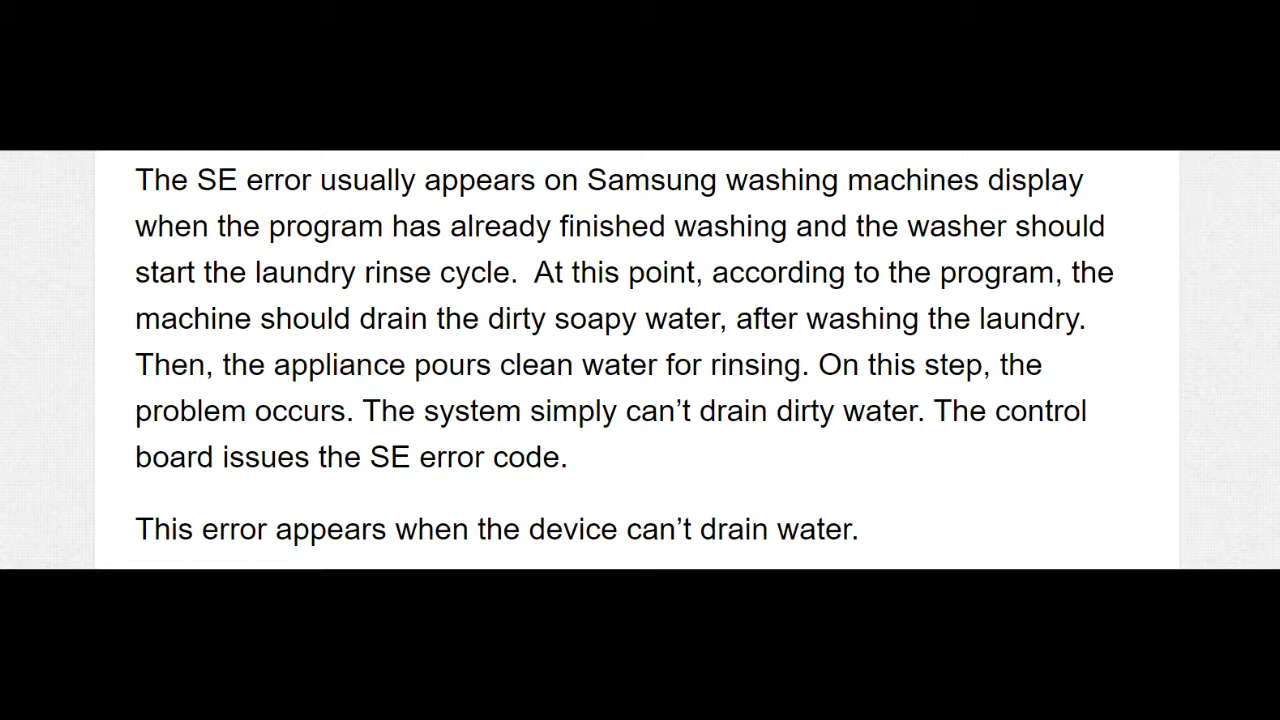 The SE error usually appears on Samsung washing machines display
when the program has already finished washing and the washer should
start the laundry rinse cycle.  At this point, according to the program, the
machine should drain the dirty soapy water, after washing the laundry.
Then, the appliance pours clean water for rinsing. On this step, the
problem occurs. The system simply can’t drain dirty water. The control
board issues the SE error code.
This error appears when the device can’t drain water.